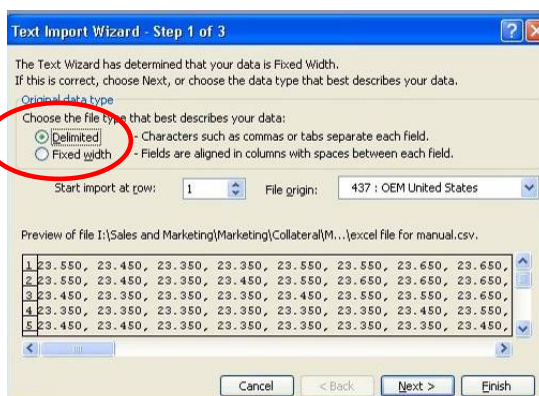 Text Import Wizard - Step 1 of 3
The Text Wizard has determined that your data is Fixed Width.
If this is correct, choose Next, or choose the data type that best describes your data.
Original data type
Choose the file type that best describes your data:
Delimited - Characters such as commas or tabs separate each field.
Fixed width - Fields are aligned in columns with spaces between each field.
Start import at row: 1 File origin: 437 : OEM United States
Preview of file I:\Sales and Marketing\Marketing\Collateral\M...\excel file for manual.csv.
1 23.550, 23.450, 23.350, 23.350, 23.550, 23.550, 23.650, 23.650,
2 23.550, 23.450, 23.350, 23.450, 23.550, 23.650, 23.650, 23.650,
3 23.450, 23.350, 23.350, 23.350, 23.350, 23.550, 23.550, 23.650,
4 23.350, 23.350, 23.350, 23.350, 23.350, 23.350, 23.450, 23.550,
5 23.450, 23.450, 23.350, 23.350, 23.350, 23.350, 23.350, 23.450,
Cancel < Back Next > Finish